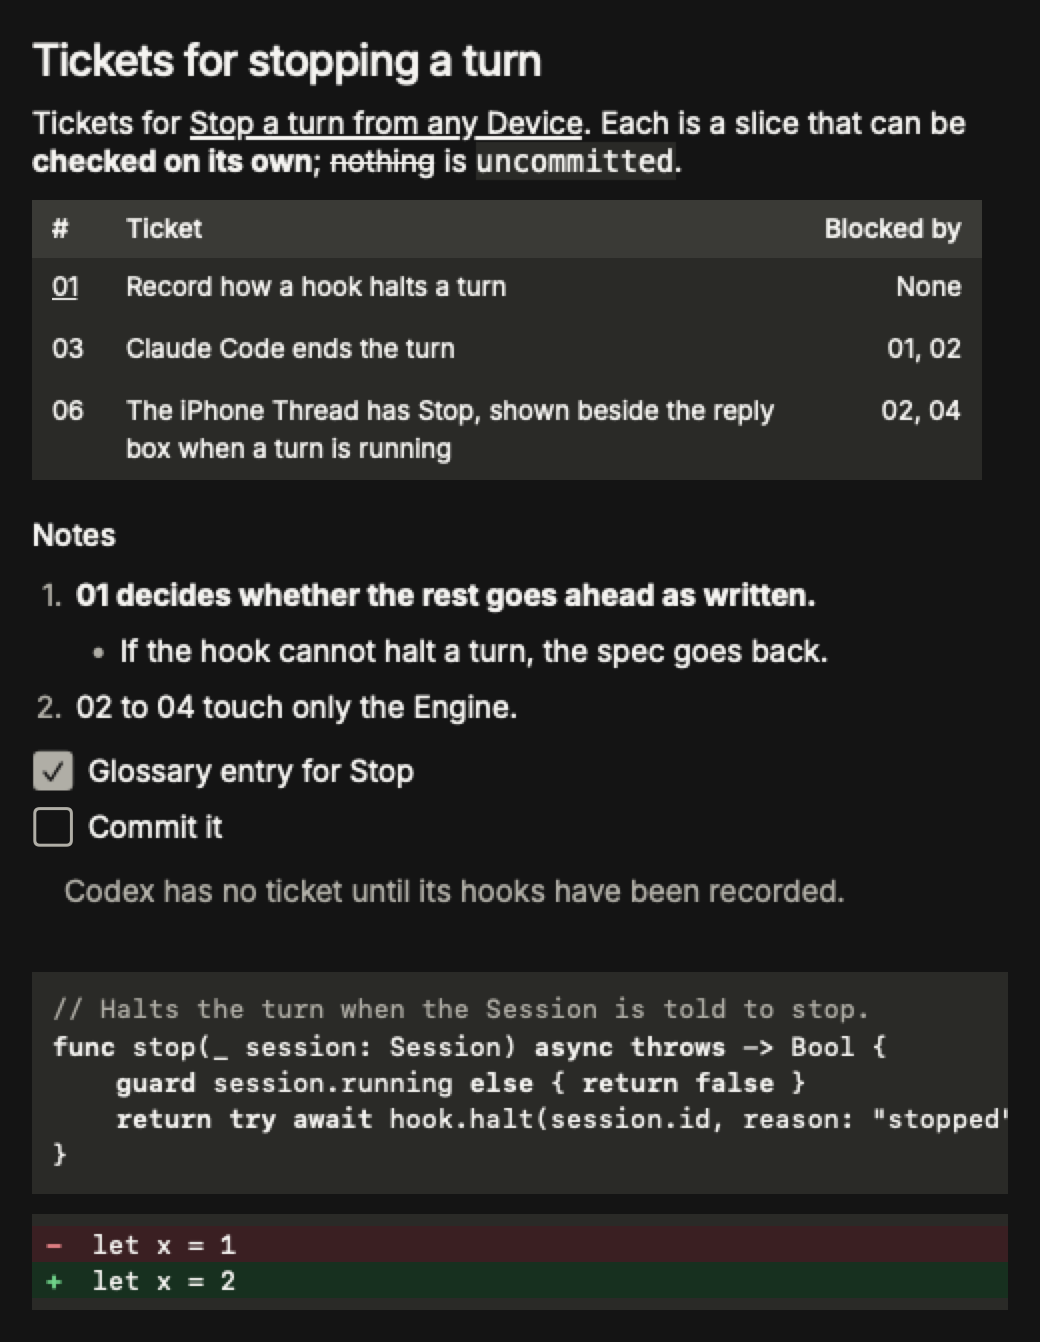 Tickets for stopping a turn
Tickets for Stop a turn from any Device. Each is a slice that can be
checked on its own; nothing is uncommitted.
# Ticket Blocked by
01 Record how a hook halts a turn None
03 Claude Code ends the turn 01, 02
06 The iPhone Thread has Stop, shown beside the reply 02, 04
box when a turn is running
Notes
1. 01 decides whether the rest goes ahead as written.
• If the hook cannot halt a turn, the spec goes back.
2. 02 to 04 touch only the Engine.
Glossary entry for Stop
Commit it
Codex has no ticket until its hooks have been recorded.
// Halts the turn when the Session is told to stop.
func stop(_ session: Session) async throws -> Bool {
    guard session.running else { return false }
    return try await hook.halt(session.id, reason: "stopped"
}
- let x = 1
+ let x = 2